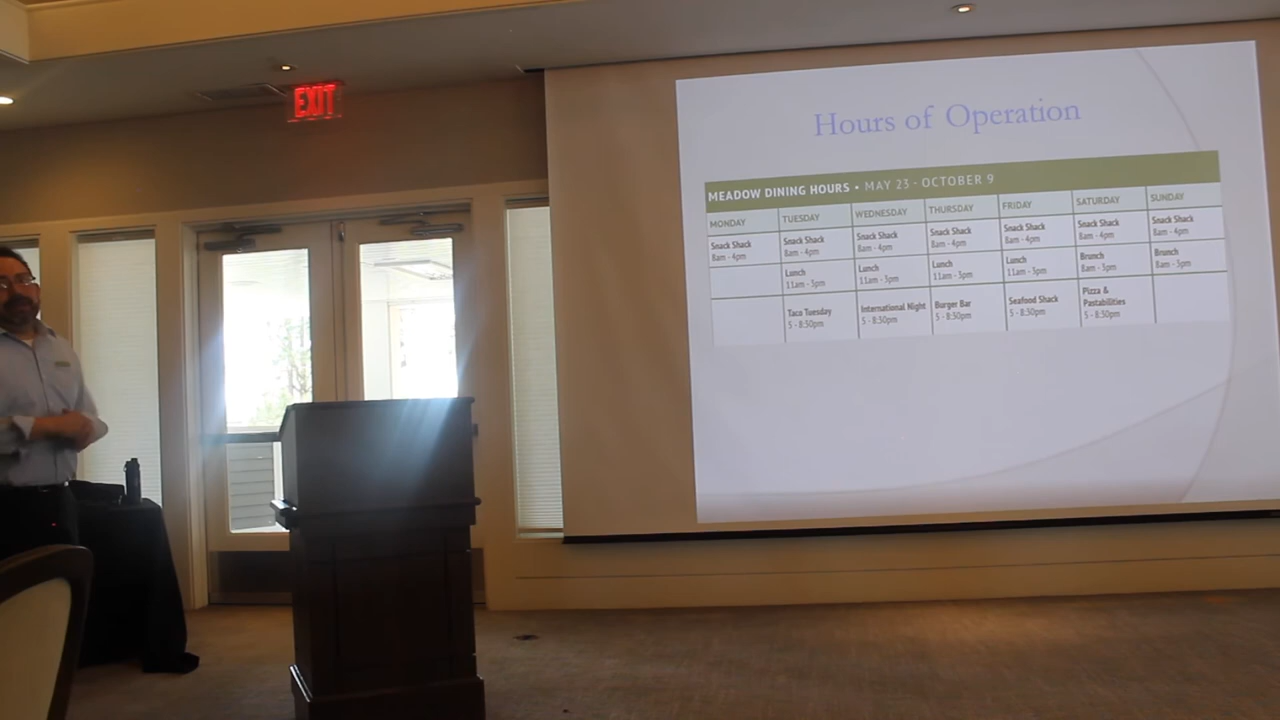 EXIT
Hours of Operation
MEADOW DINING HOURS • MAY 23 - OCTOBER 9
MONDAY TUESDAY WEDNESDAY THURSDAY FRIDAY SATURDAY SUNDAY
Snack Shack Snack Shack Snack Shack Snack Shack Snack Shack Snack Shack Snack Shack
8am - 4pm 8am - 4pm 8am - 4pm 8am - 4pm 8am - 4pm 8am - 4pm 8am - 4pm
Lunch Lunch Lunch Lunch Brunch Brunch
11am - 3pm 11am - 3pm 11am - 3pm 11am - 3pm 8am - 3pm 8am - 3pm
Taco Tuesday International Night Burger Bar Seafood Shack Pizza &
Pastabilities
5 - 8:30pm 5 - 8:30pm 5 - 8:30pm 5 - 8:30pm 5 - 8:30pm